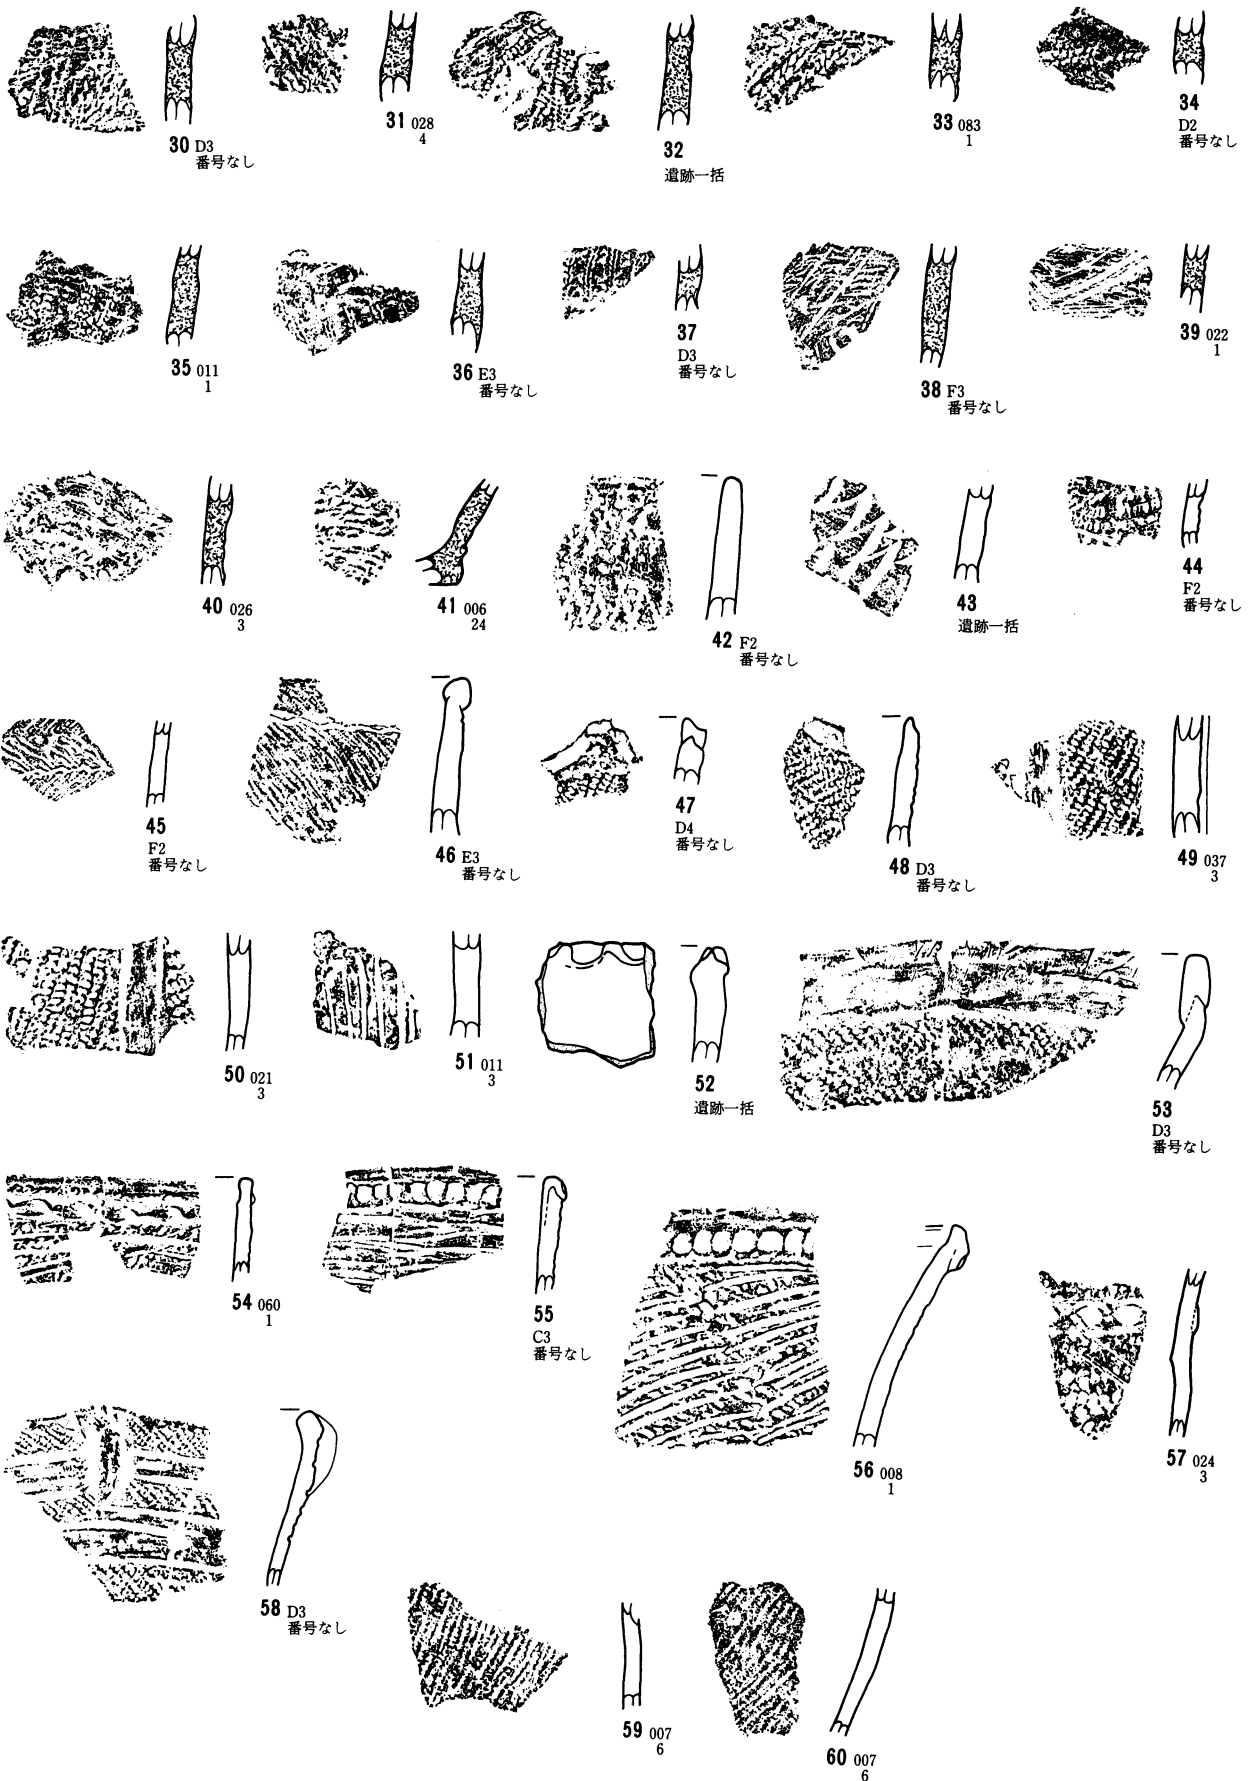 30 D3
番号なし
31 028
4
32
遺跡一括
33 083
1
34
D2
番号なし
35 011
1
36 E3
番号なし
37
D3
番号なし
38 F3
番号なし
39 022
1
40 026
3
41 006
24
42 F2
番号なし
43
遺跡一括
44
F2
番号なし
45
F2
番号なし
46 E3
番号なし
47
D4
番号なし
48 D3
番号なし
49 037
3
50 021
3
51 011
3
52
遺跡一括
53
D3
番号なし
54 060
1
55
C3
番号なし
56 008
1
57 024
3
58 D3
番号なし
59 007
6
60 007
6